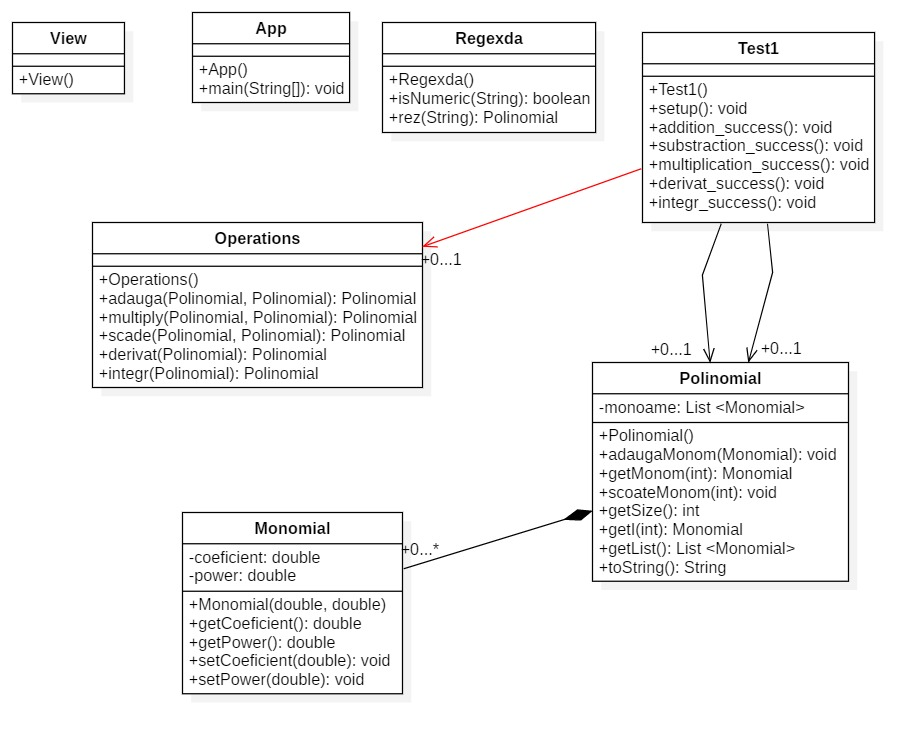 View
+View()
App
+App()
+main(String[]): void
Regexda
+Regexda()
+isNumeric(String): boolean
+rez(String): Polinomial
Test1
+Test1()
+setup(): void
+addition_success(): void
+substraction_success(): void
+multiplication_success(): void
+derivat_success(): void
+integr_success(): void
Operations
+Operations()
+adauga(Polinomial, Polinomial): Polinomial
+multiply(Polinomial, Polinomial): Polinomial
+scade(Polinomial, Polinomial): Polinomial
+derivat(Polinomial): Polinomial
+integr(Polinomial): Polinomial
+0...1
+0...1
+0...1
Polinomial
-monoame: List <Monomial>
+Polinomial()
+adaugaMonom(Monomial): void
+getMonom(int): Monomial
+scoateMonom(int): void
+getSize(): int
+getI(int): Monomial
+getList(): List <Monomial>
+toString(): String
Monomial
-coeficient: double
-power: double
+Monomial(double, double)
+getCoeficient(): double
+getPower(): double
+setCoeficient(double): void
+setPower(double): void
+0...*